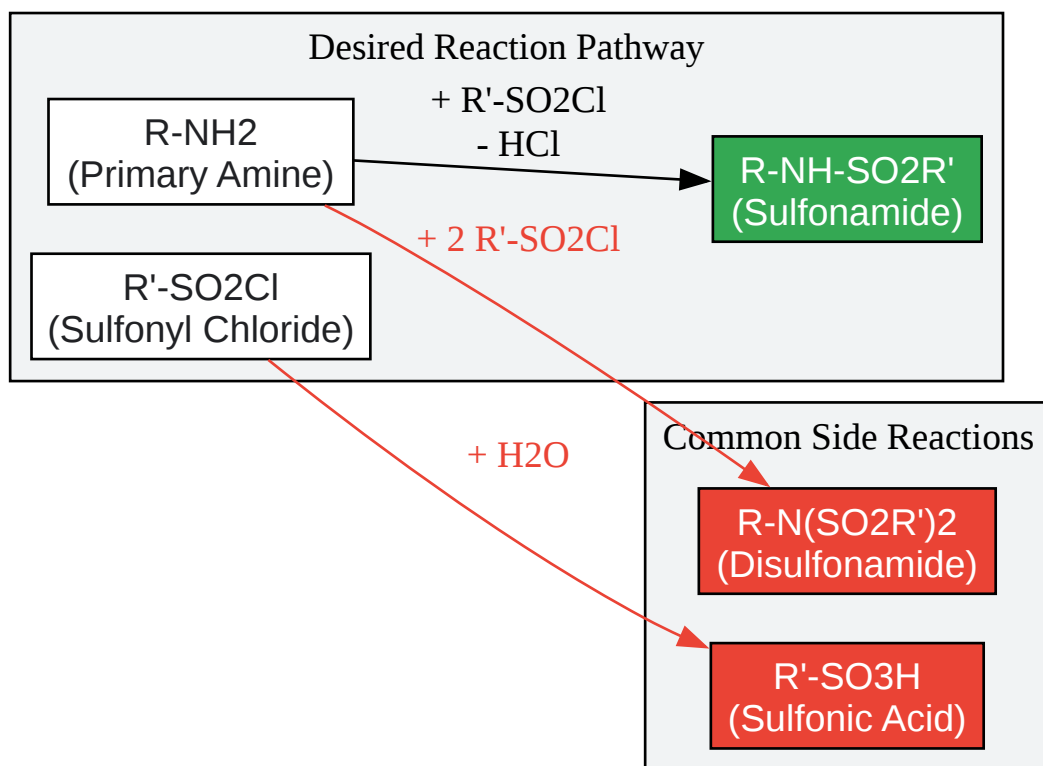 Desired Reaction Pathway
+ R'-SO2Cl
- HCl
R-NH2
(Primary Amine)
R-NH-SO2R'
(Sulfonamide)
+ 2 R'-SO2Cl
R'-SO2Cl
(Sulfonyl Chloride)
+ H2O
Common Side Reactions
R-N(SO2R')2
(Disulfonamide)
R'-SO3H
(Sulfonic Acid)